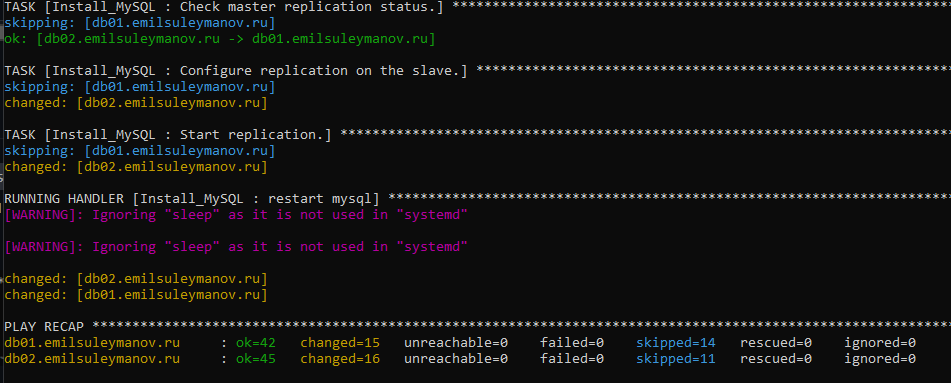 TASK [Install_MySQL : Check master replication status.] ******************************************************************
skipping: [db01.emilsuleymanov.ru]
ok: [db02.emilsuleymanov.ru -> db01.emilsuleymanov.ru]
TASK [Install_MySQL : Configure replication on the slave.] ************************************************************
skipping: [db01.emilsuleymanov.ru]
changed: [db02.emilsuleymanov.ru]
TASK [Install_MySQL : Start replication.] *****************************************************************************
skipping: [db01.emilsuleymanov.ru]
changed: [db02.emilsuleymanov.ru]
RUNNING HANDLER [Install_MySQL : restart mysql] ***********************************************************************
[WARNING]: Ignoring "sleep" as it is not used in "systemd"
[WARNING]: Ignoring "sleep" as it is not used in "systemd"
changed: [db02.emilsuleymanov.ru]
changed: [db01.emilsuleymanov.ru]
PLAY RECAP ************************************************************************************************************
db01.emilsuleymanov.ru : ok=42 changed=15 unreachable=0 failed=0 skipped=14 rescued=0 ignored=0
db02.emilsuleymanov.ru : ok=45 changed=16 unreachable=0 failed=0 skipped=11 rescued=0 ignored=0